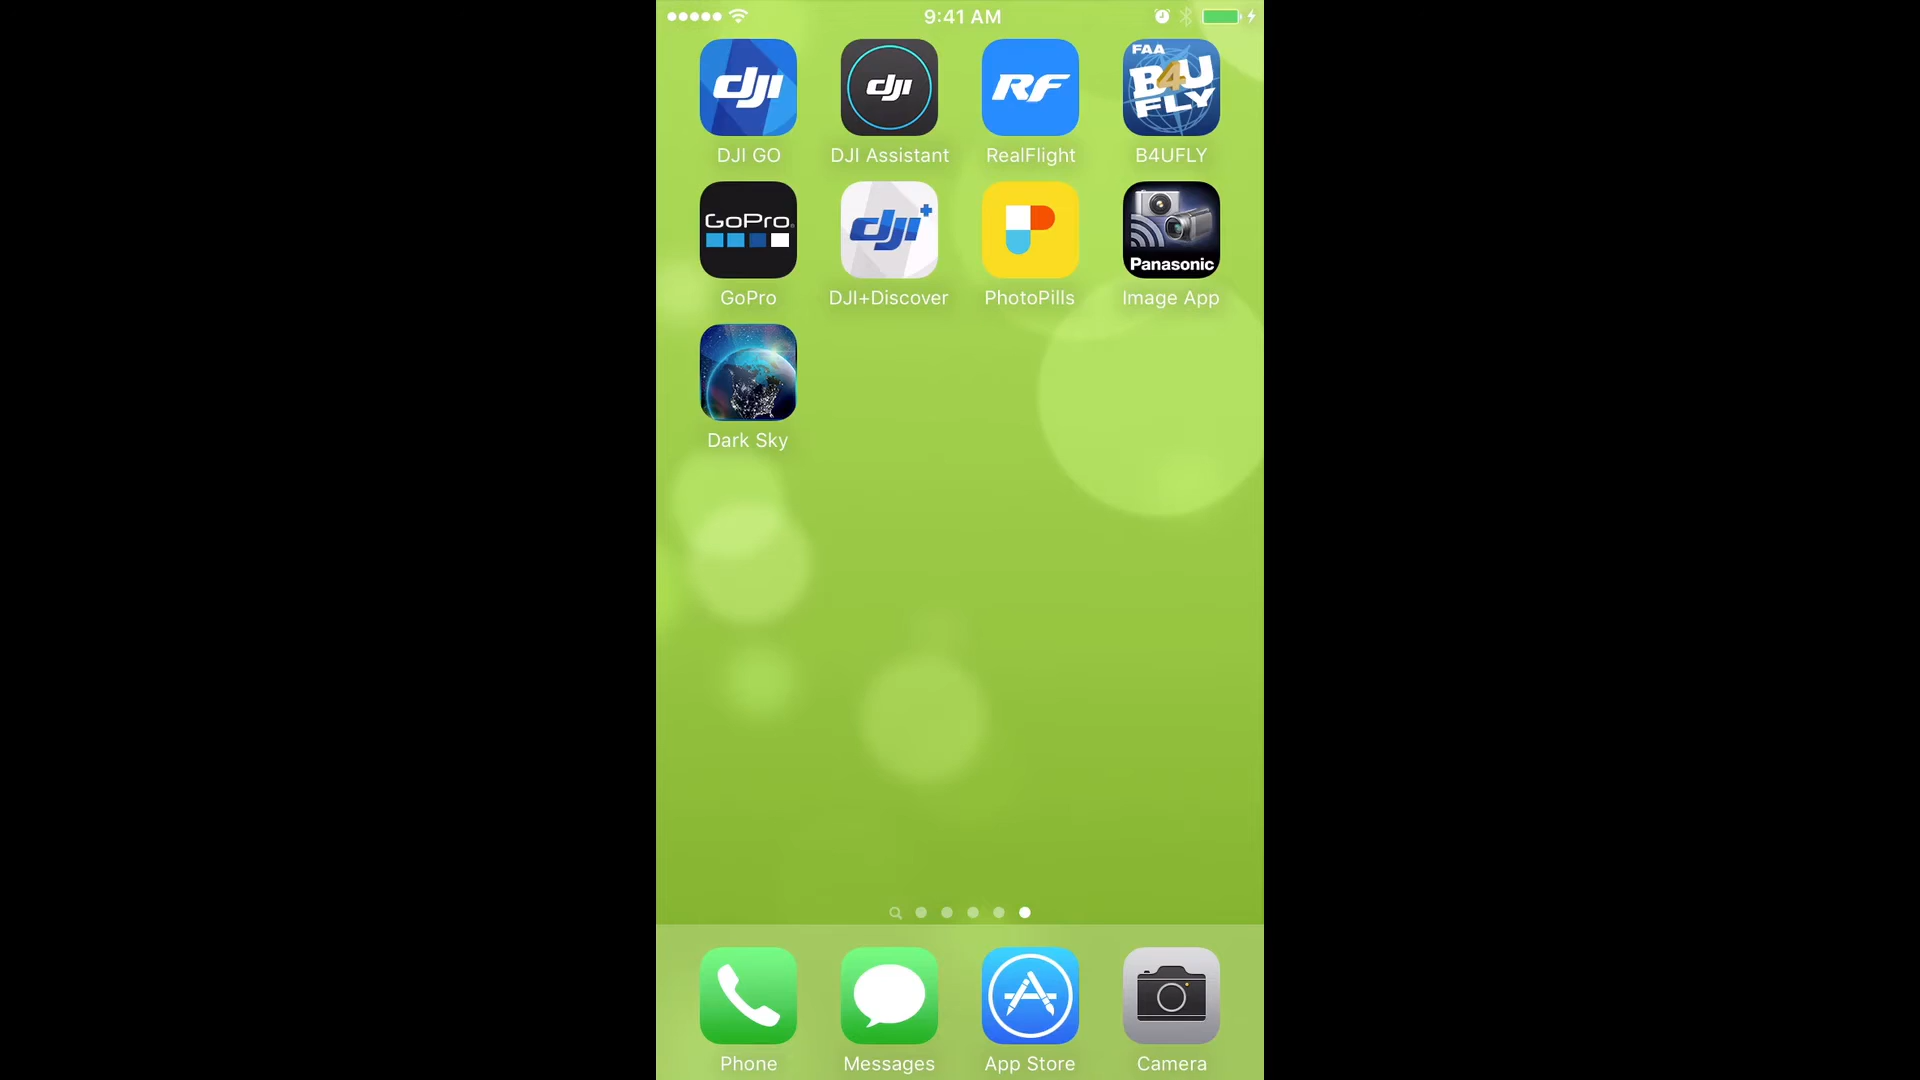 9:41 AM
dji
dji
RF
FAA
B4U
FLY
DJI GO
DJI Assistant
RealFlight
B4UFLY
GoPro
dji+
P
Panasonic
GoPro
DJI+Discover
PhotoPills
Image App
Dark Sky
Phone
Messages
App Store
Camera